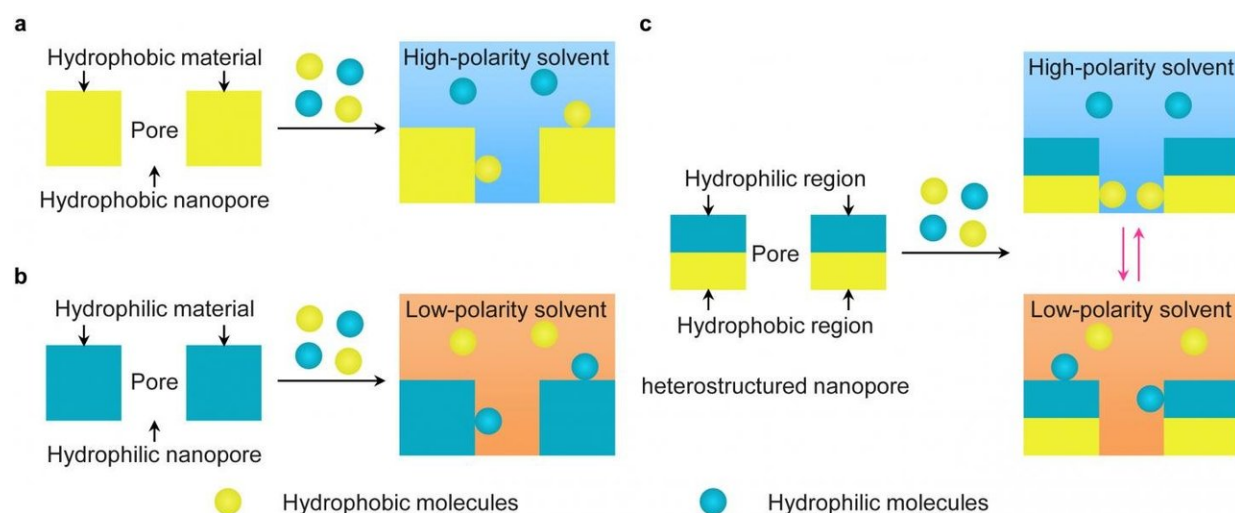 a
Hydrophobic material
Pore
Hydrophobic nanopore
High-polarity solvent
b
Hydrophilic material
Pore
Hydrophilic nanopore
Low-polarity solvent
c
Hydrophilic region
Pore
Hydrophobic region
heterostructured nanopore
High-polarity solvent
Low-polarity solvent
Hydrophobic molecules
Hydrophilic molecules